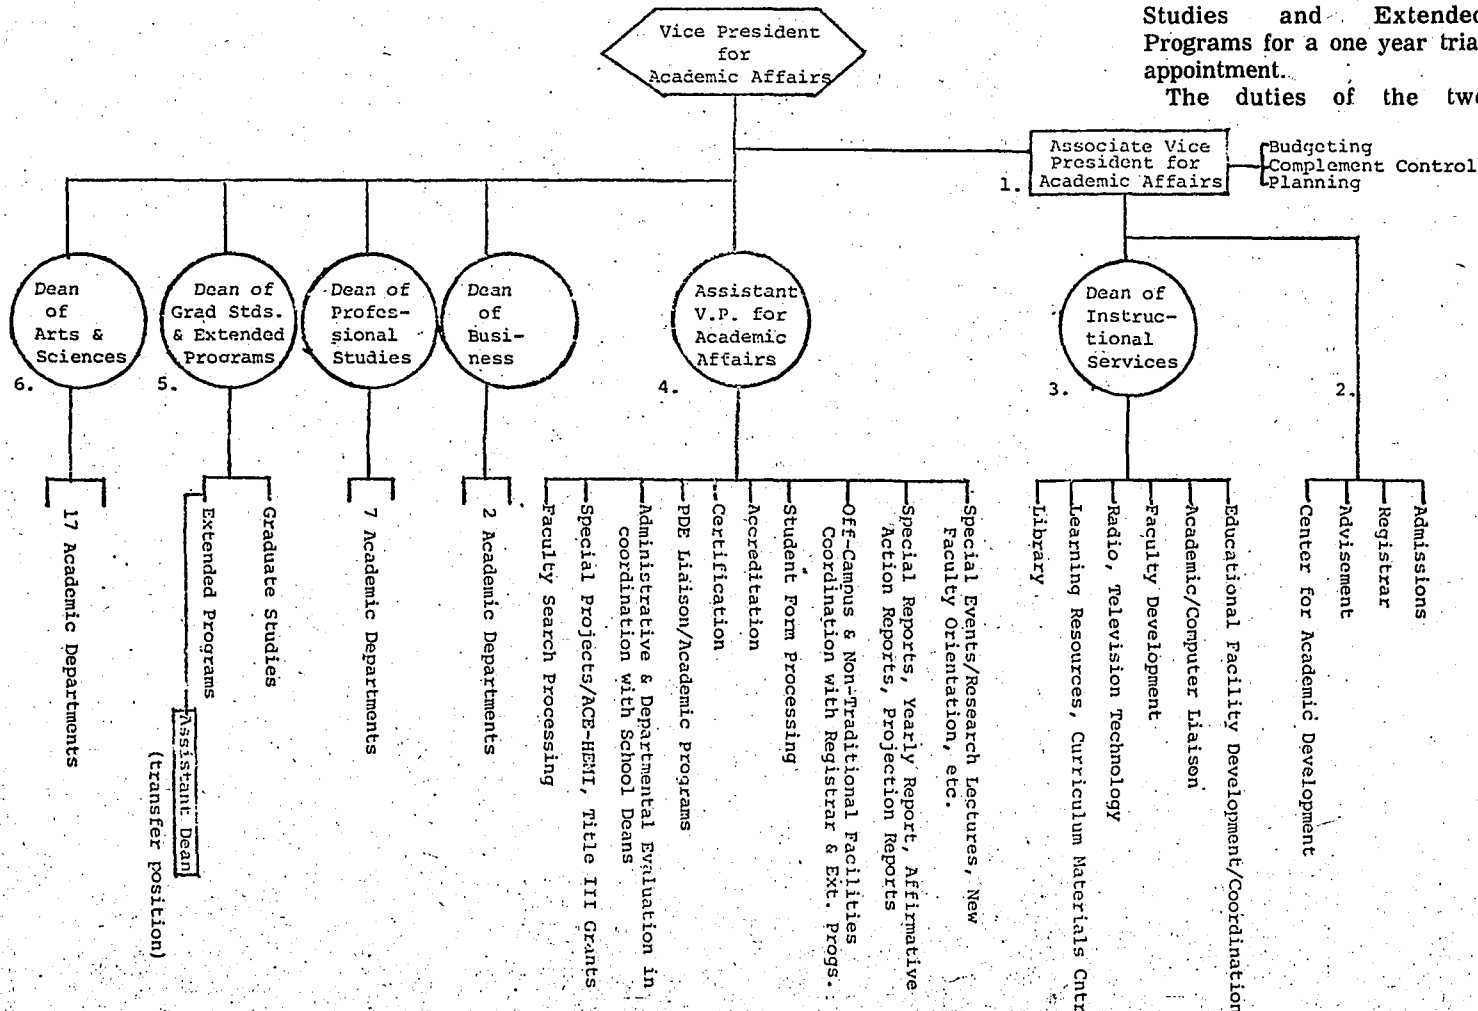 Studies and Extended
Programs for a one year trial
appointment.
The duties of the two
Vice President
for
Academic Affairs
Associate Vice
President for
Academic Affairs
1.
Budgeting
Complement Control
Planning
Dean
of
Arts &
Sciences
6.
Dean of
Grad Stds.
& Extended
Programs
5.
Dean of
Profes-
sional
Studies
Dean
of
Busi-
ness
Assistant
V.P. for
Academic
Affairs
4.
Dean of
Instruc-
tional
Services
3.
2.
17 Academic Departments
Extended Programs
Graduate Studies
Assistant Dean
(transfer position)
7 Academic Departments
2 Academic Departments
Faculty Search Processing
Special Projects/ACE-HEMI, Title III Grants
Administrative & Departmental Evaluation in
coordination with School Deans
PDE Liaison/Academic Programs
Certification
Accreditation
Student Form Processing
Off-Campus & Non-Traditional Facilities
Coordination with Registrar & Ext. Progs.
Special Reports, Yearly Report, Affirmative
Action Reports, Projection Reports
Special Events/Research Lectures, New
Faculty Orientation, etc.
Library
Learning Resources, Curriculum Materials Cntr
Radio, Television Technology
Faculty Development
Academic/Computer Liaison
Educational Facility Development/Coordination
Center for Academic Development
Advisement
Registrar
Admissions